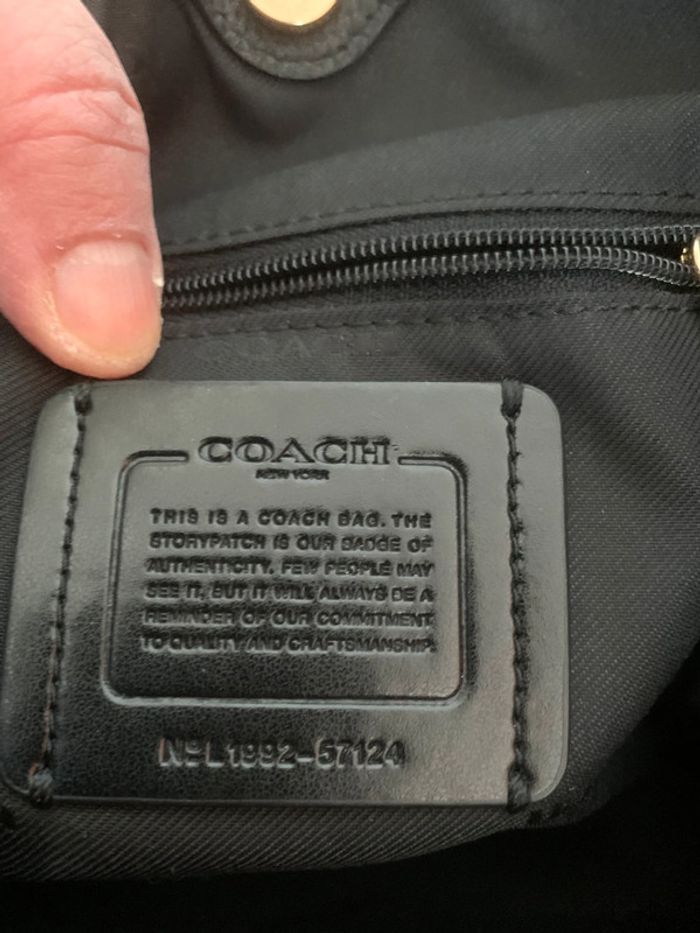 COACH
NEW YORK
THIS IS A COACH BAG. THE
STORYPATCH IS OUR BADGE OF
AUTHENTICITY. FEW PEOPLE MAY
SEE IT, BUT IT WILL ALWAYS BE A
REMINDER OF OUR COMMITMENT
TO QUALITY AND CRAFTSMANSHIP.
Nº L1992-57124